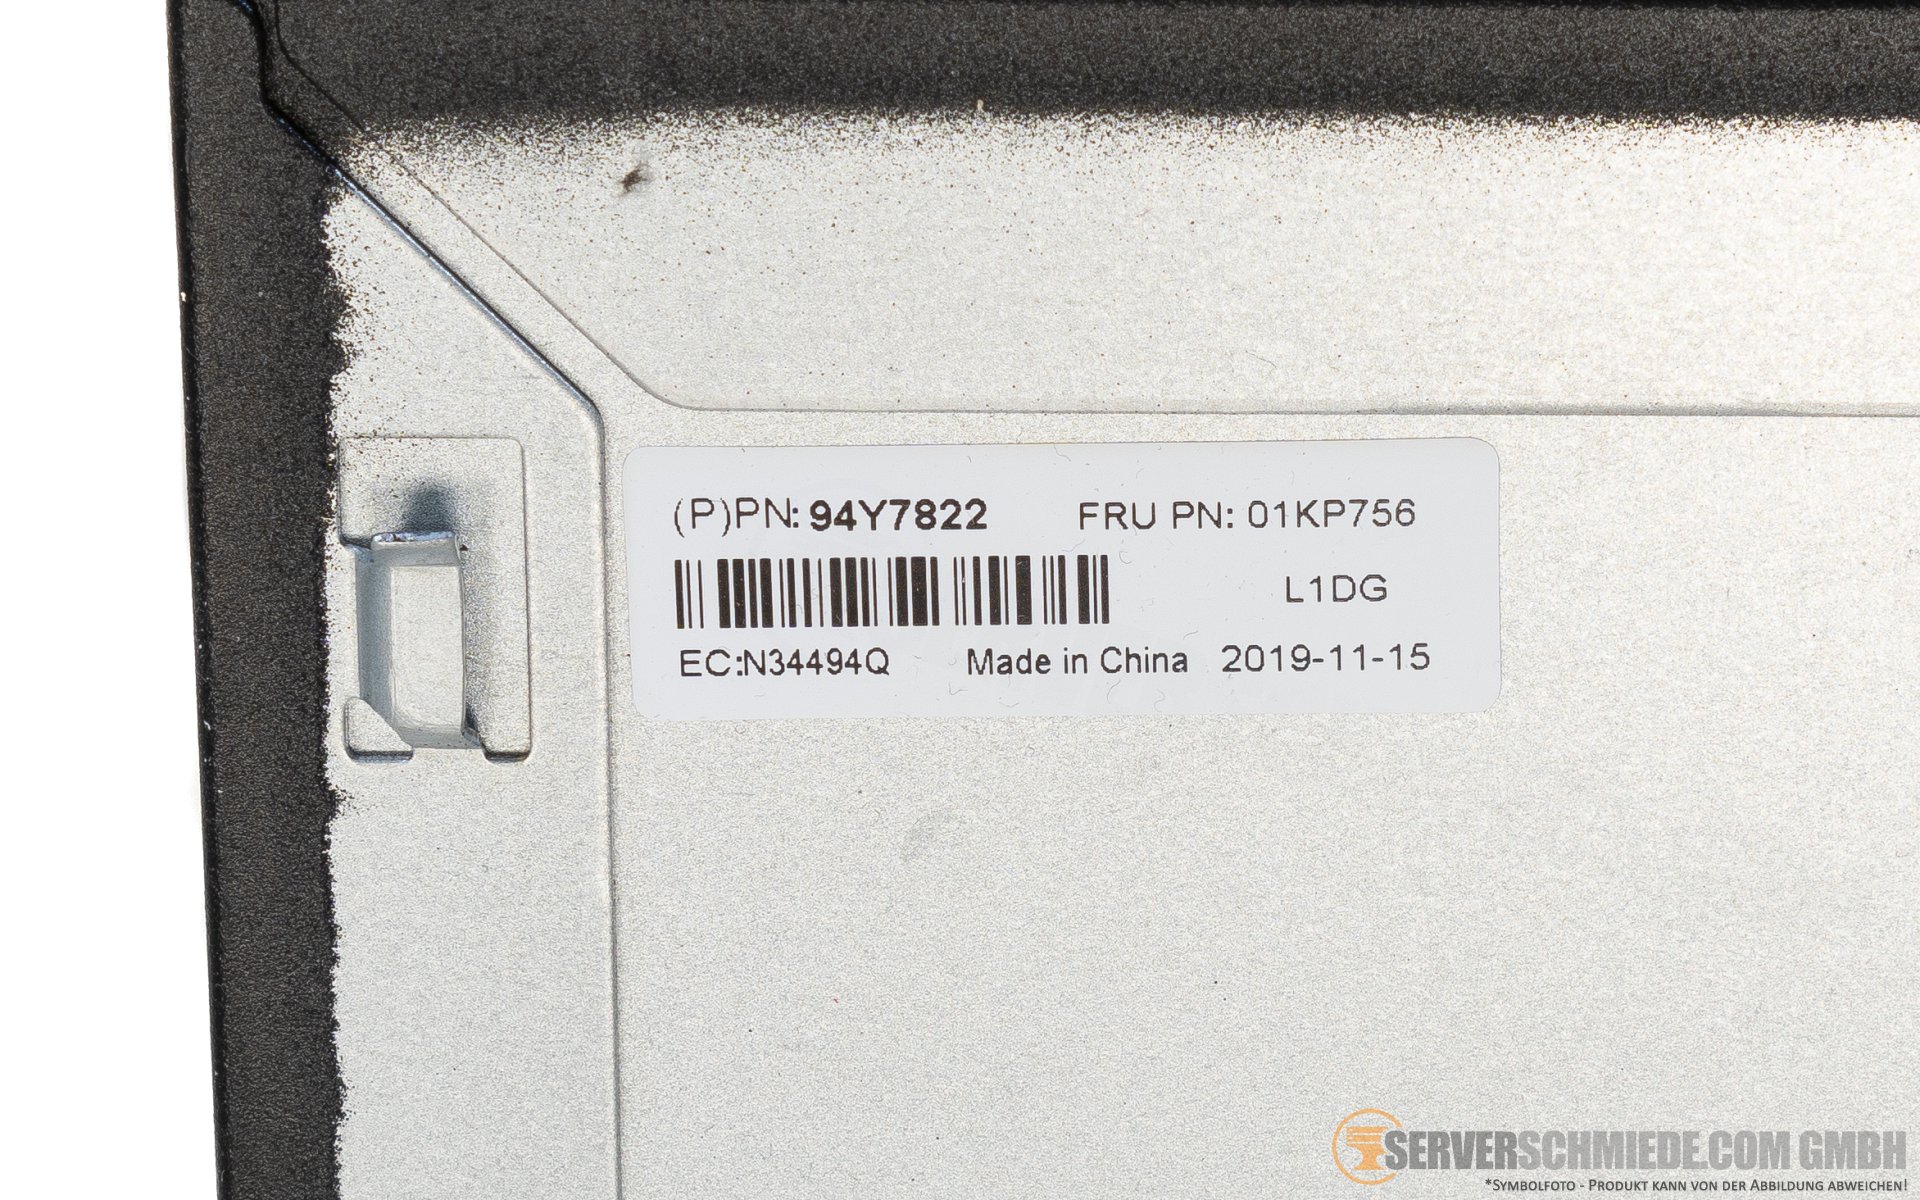 (P)PN: 94Y7822 FRU PN: 01KP756
L1DG
EC:N34494Q Made in China 2019-11-15
SERVERSCHMIEDE.COM GMBH
*Symbolfoto - Produkt kann von der Abbildung abweichen!